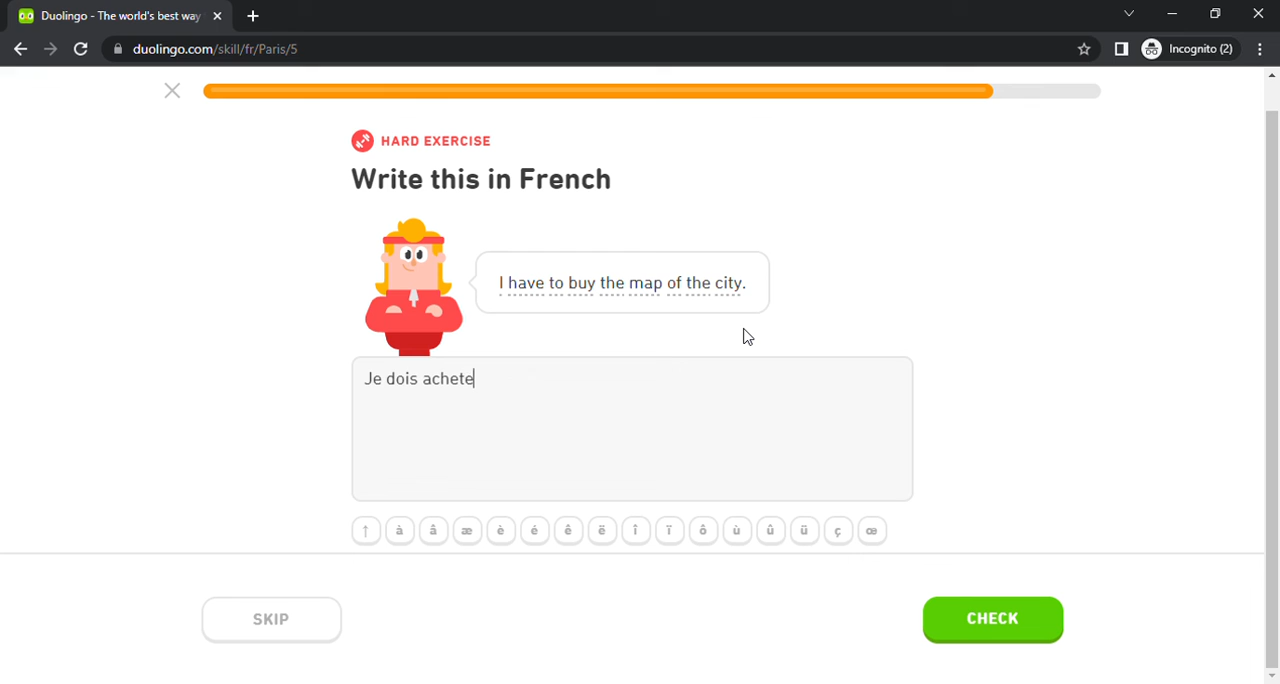 Duolingo - The world's best way
duolingo.com/skill/fr/Paris/5
Incognito (2)
HARD EXERCISE
Write this in French
I have to buy the map of the city.
Je dois achete
↑ à â æ è é ê ë î ï ô ù û ü ç œ
SKIP
CHECK